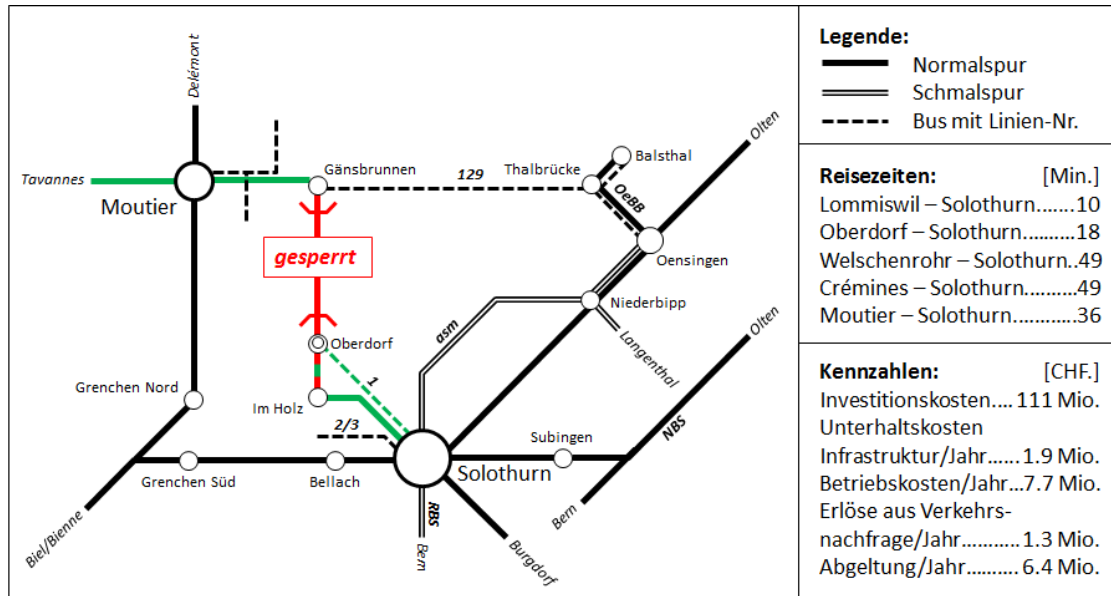 Delémont
Olten
Tavannes
Moutier
Gänsbrunnen
129
Thalbrücke
Balsthal
OeBB
Oensingen
gesperrt
Niederbipp
asm
Langenthal
Olten
Oberdorf
1
Grenchen Nord
Im Holz
2/3
Subingen
NBS
Solothurn
Grenchen Süd
Bellach
Biel/Bienne
RBS
Bern
Burgdorf
Bern
Legende:
Normalspur
Schmalspur
Bus mit Linien-Nr.
Reisezeiten: [Min.]
Lommiswil – Solothurn......10
Oberdorf – Solothurn.........18
Welschenrohr – Solothurn..49
Crémines – Solothurn.........49
Moutier – Solothurn...........36
Kennzahlen: [CHF.]
Investitionskosten.... 111 Mio.
Unterhaltskosten
Infrastruktur/Jahr...... 1.9 Mio.
Betriebskosten/Jahr...7.7 Mio.
Erlöse aus Verkehrs-
nachfrage/Jahr........... 1.3 Mio.
Abgeltung/Jahr.......... 6.4 Mio.